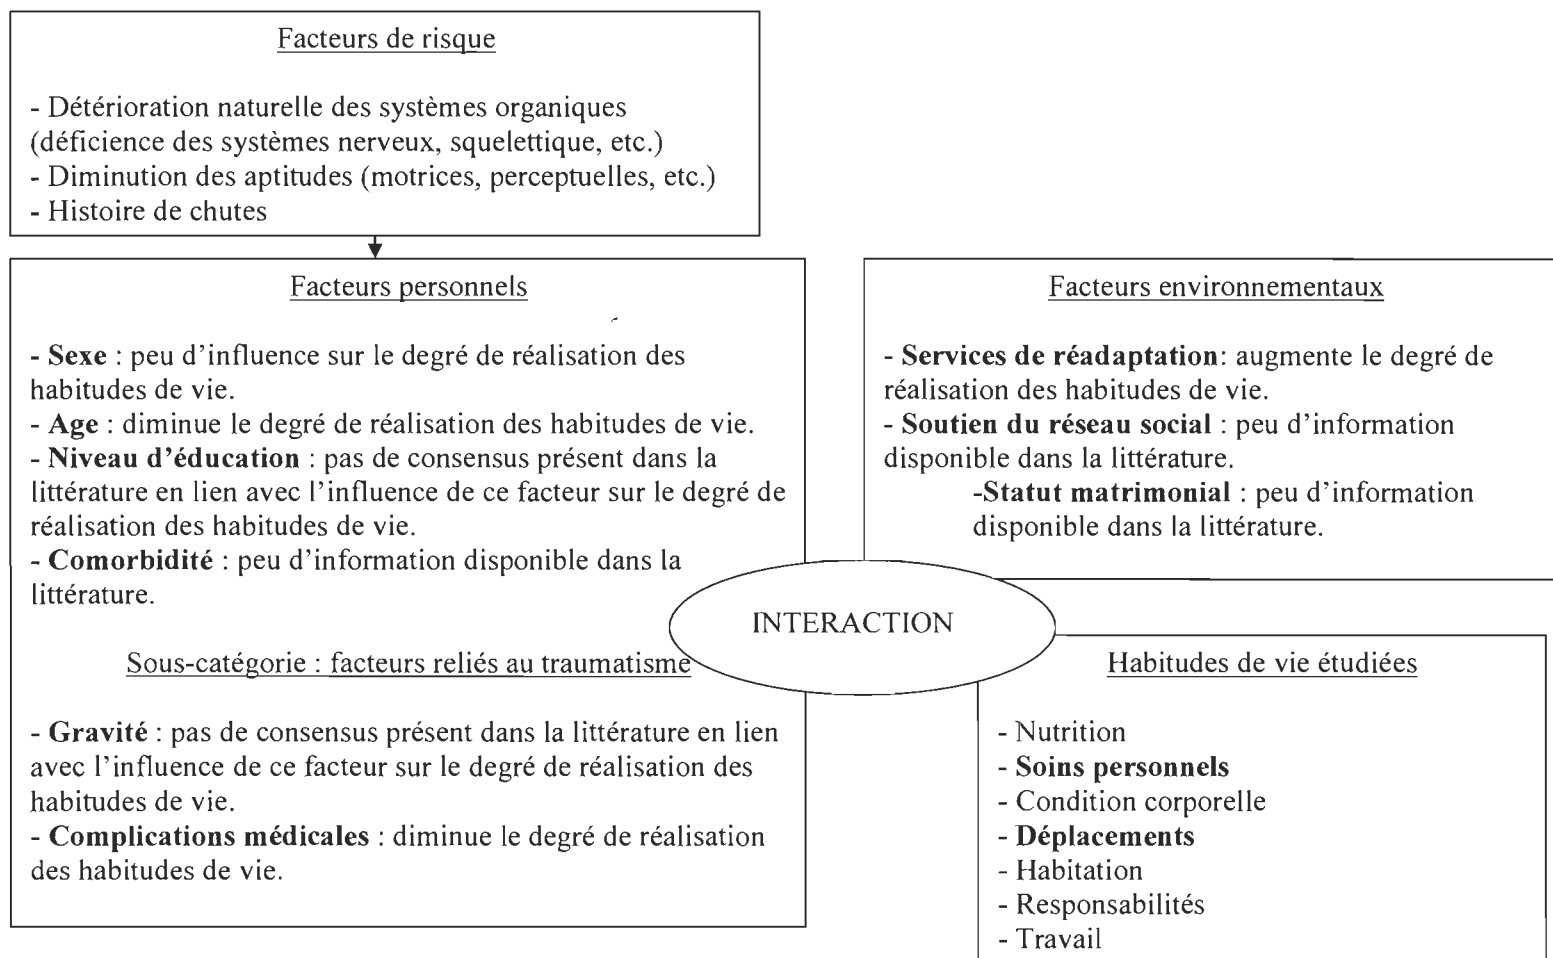 Facteurs de risque
- Détérioration naturelle des systèmes organiques
(déficience des systèmes nerveux, squelettique, etc.)
- Diminution des aptitudes (motrices, perceptuelles, etc.)
- Histoire de chutes
Facteurs personnels
- Sexe : peu d'influence sur le degré de réalisation des
habitudes de vie.
- Age : diminue le degré de réalisation des habitudes de vie.
- Niveau d'éducation : pas de consensus présent dans la
littérature en lien avec l'influence de ce facteur sur le degré de
réalisation des habitudes de vie.
- Comorbidité : peu d'information disponible dans la
littérature.
Sous-catégorie : facteurs reliés au traumatisme
- Gravité : pas de consensus présent dans la littérature en lien
avec l'influence de ce facteur sur le degré de réalisation des
habitudes de vie.
- Complications médicales : diminue le degré de réalisation
des habitudes de vie.
Facteurs environnementaux
- Services de réadaptation: augmente le degré de
réalisation des habitudes de vie.
- Soutien du réseau social : peu d'information
disponible dans la littérature.
-Statut matrimonial : peu d'information
disponible dans la littérature.
INTERACTION
Habitudes de vie étudiées
- Nutrition
- Soins personnels
- Condition corporelle
- Déplacements
- Habitation
- Responsabilités
- Travail